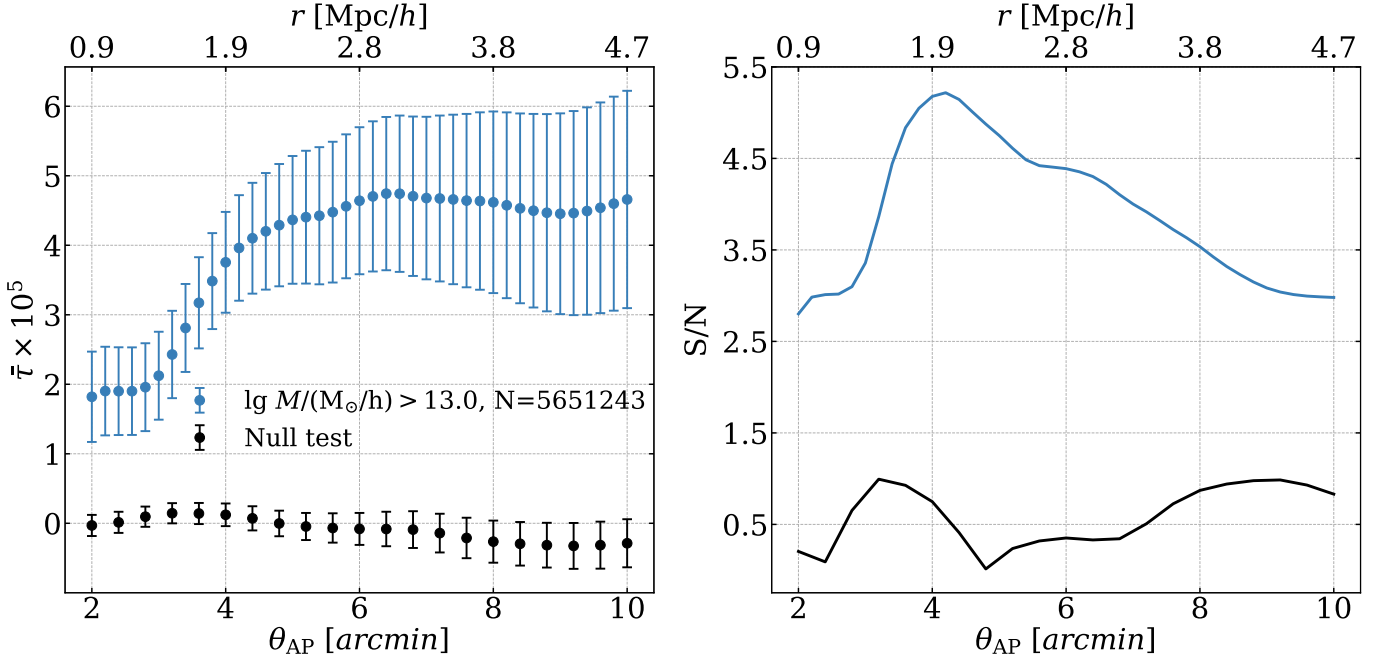 r [Mpc/h]
0.9 1.9 2.8 3.8 4.7
6
5
4
3
2
1
0
τ̄ × 10⁵
lg M/(M⊙/h) > 13.0, N=5651243
Null test
2 4 6 8 10
θ_AP [arcmin]
r [Mpc/h]
0.9 1.9 2.8 3.8 4.7
5.5
4.5
3.5
2.5
1.5
0.5
S/N
2 4 6 8 10
θ_AP [arcmin]